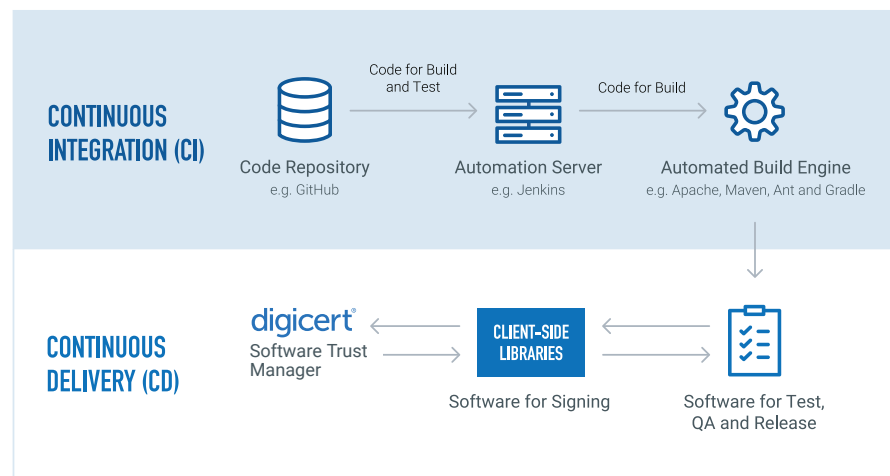 CONTINUOUS
INTEGRATION (CI)
Code for Build
and Test
Code for Build
Code Repository
e.g. GitHub
Automation Server
e.g. Jenkins
Automated Build Engine
e.g. Apache, Maven, Ant and Gradle
CONTINUOUS
DELIVERY (CD)
digicert®
Software Trust
Manager
CLIENT-SIDE
LIBRARIES
Software for Signing
Software for Test,
QA and Release